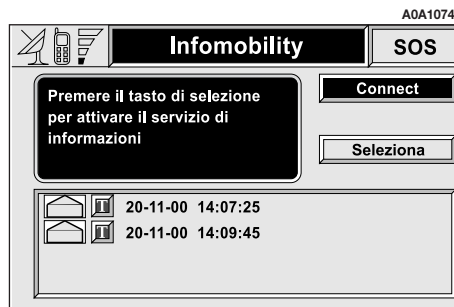 A0A1074
Infomobility
SOS
Premere il tasto di selezione
per attivare il servizio di
informazioni
Connect
Seleziona
I 20-11-00 14:07:25
I 20-11-00 14:09:45